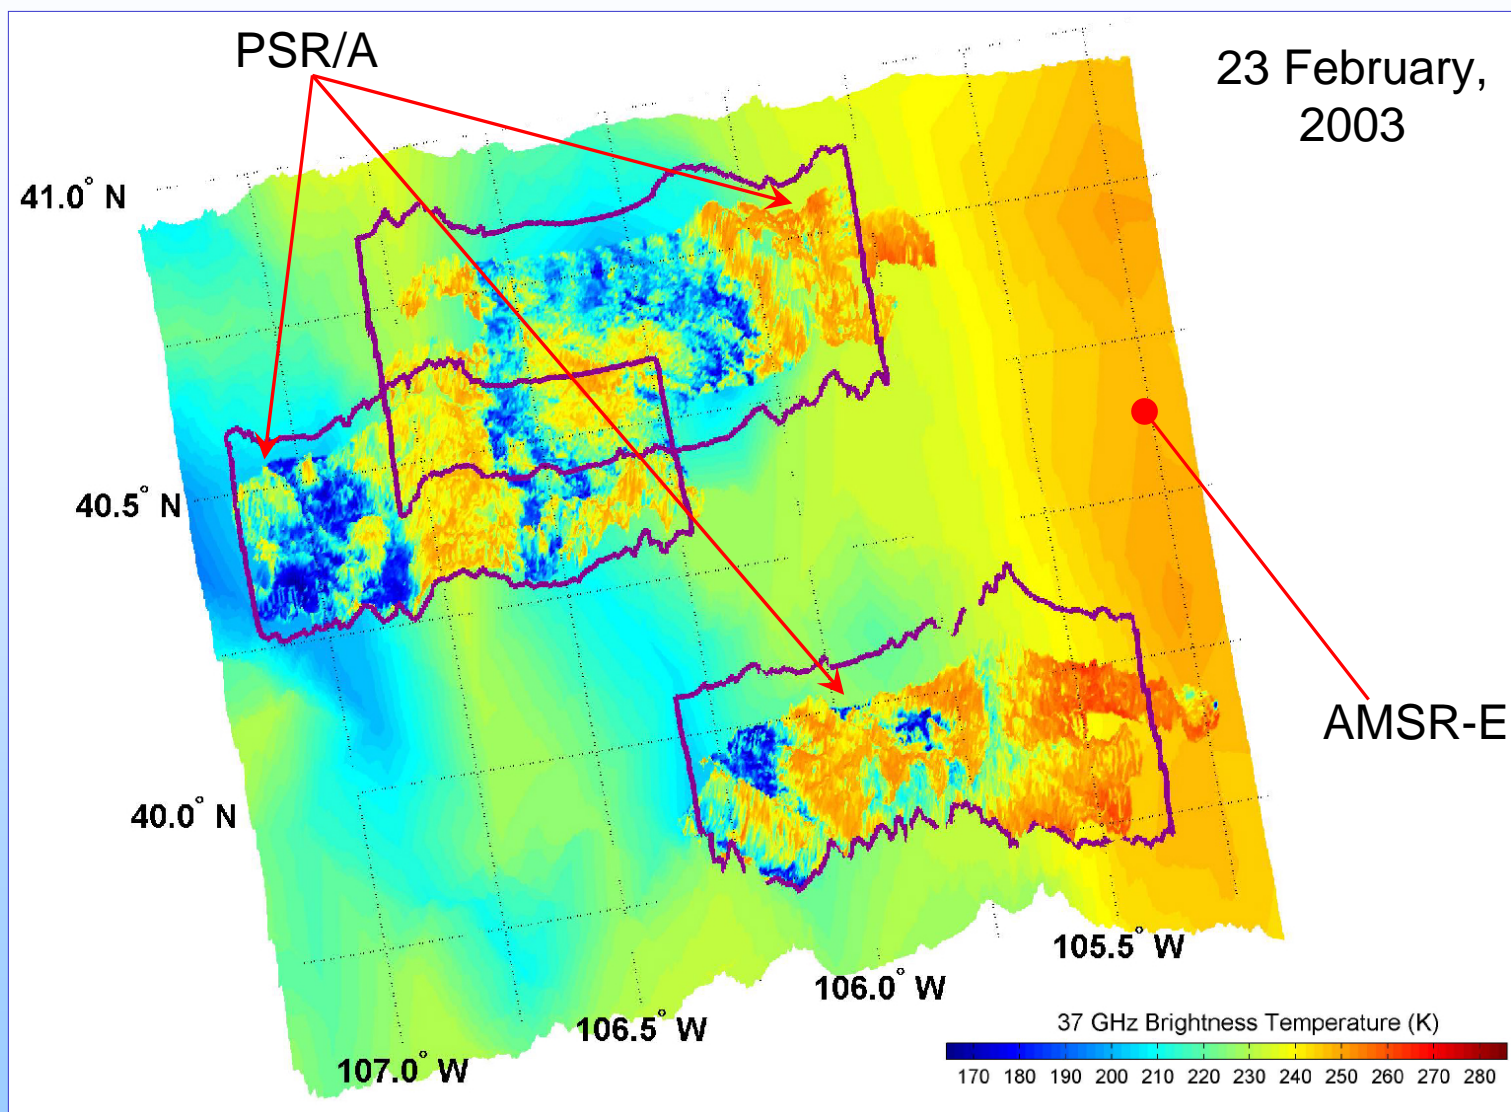 PSR/A
23 February,
2003
41.0° N
40.5° N
40.0° N
AMSR-E
105.5° W
106.0° W
106.5° W
107.0° W
37 GHz Brightness Temperature (K)
170 180 190 200 210 220 230 240 250 260 270 280